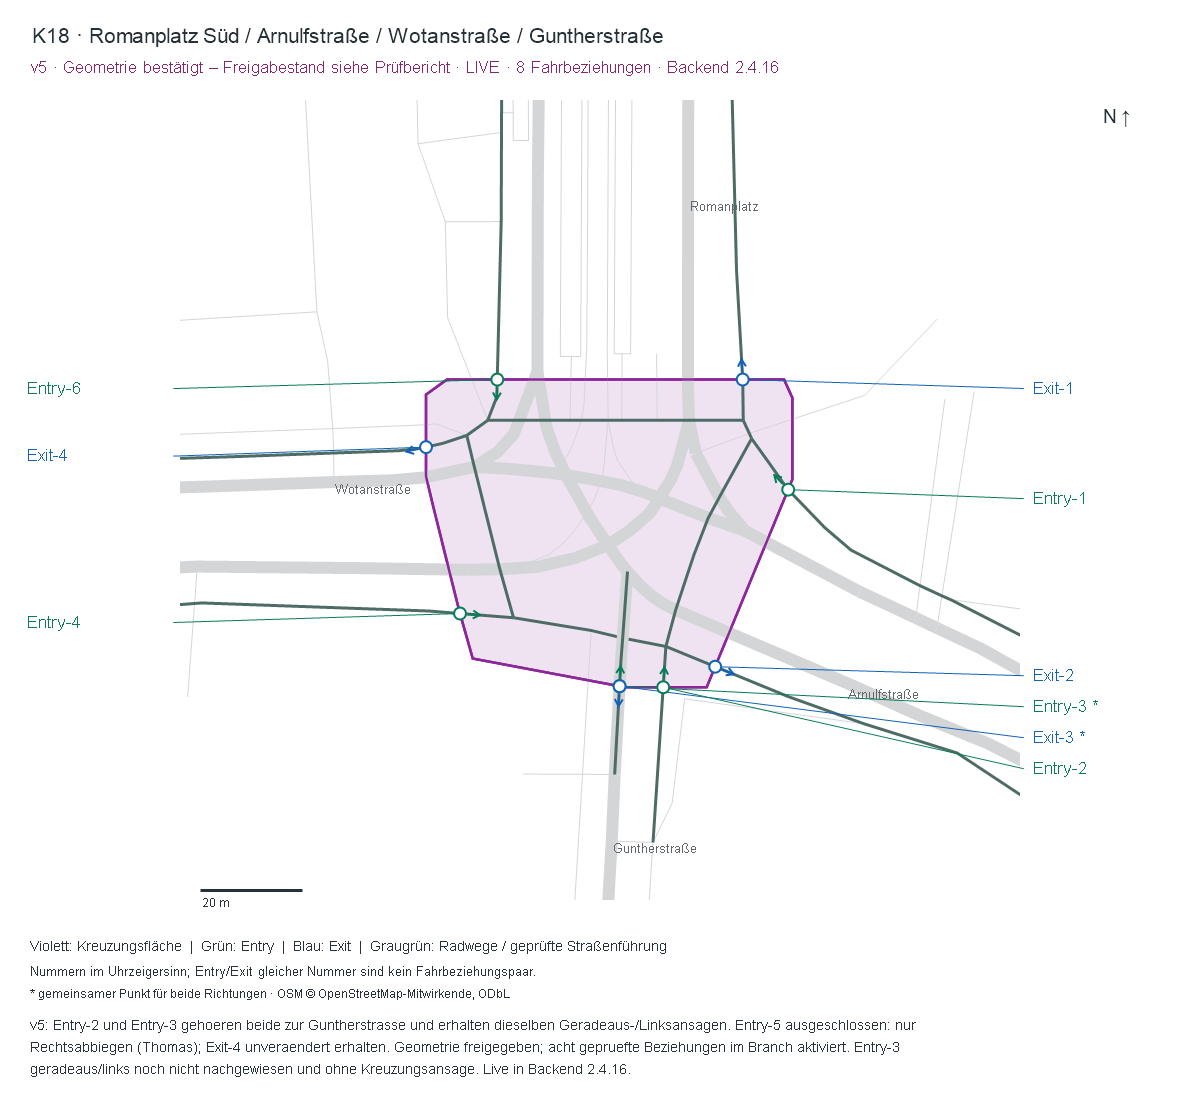 K18 · Romanplatz Süd / Arnulfstraße / Wotanstraße / Guntherstraße
v5 · Geometrie bestätigt – Freigabestand siehe Prüfbericht · LIVE · 8 Fahrbeziehungen · Backend 2.4.16
N ↑
Romanplatz
Entry-6
Exit-1
Exit-4
Wotanstraße
Entry-1
Entry-4
Exit-2
Arnulfstraße
Entry-3 *
Exit-3 *
Entry-2
Guntherstraße
20 m
Violett: Kreuzungsfläche | Grün: Entry | Blau: Exit | Graugrün: Radwege / geprüfte Straßenführung
Nummern im Uhrzeigersinn; Entry/Exit gleicher Nummer sind kein Fahrbeziehungspaar.
* gemeinsamer Punkt für beide Richtungen · OSM © OpenStreetMap-Mitwirkende, ODbL
v5: Entry-2 und Entry-3 gehoeren beide zur Guntherstrasse und erhalten dieselben Geradeaus-/Linksansagen. Entry-5 ausgeschlossen: nur
Rechtsabbiegen (Thomas); Exit-4 unveraendert erhalten. Geometrie freigegeben; acht gepruefte Beziehungen im Branch aktiviert. Entry-3
geradeaus/links noch nicht nachgewiesen und ohne Kreuzungsansage. Live in Backend 2.4.16.